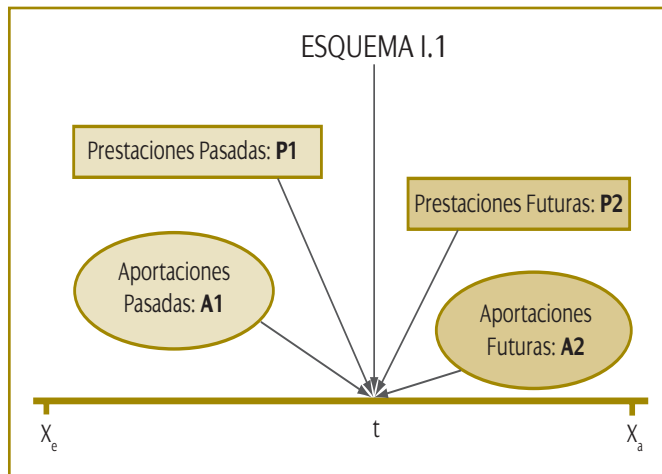 ESQUEMA I.1
Prestaciones Pasadas: P1
Prestaciones Futuras: P2
Aportaciones
Pasadas: A1
Aportaciones
Futuras: A2
Xe
t
Xa